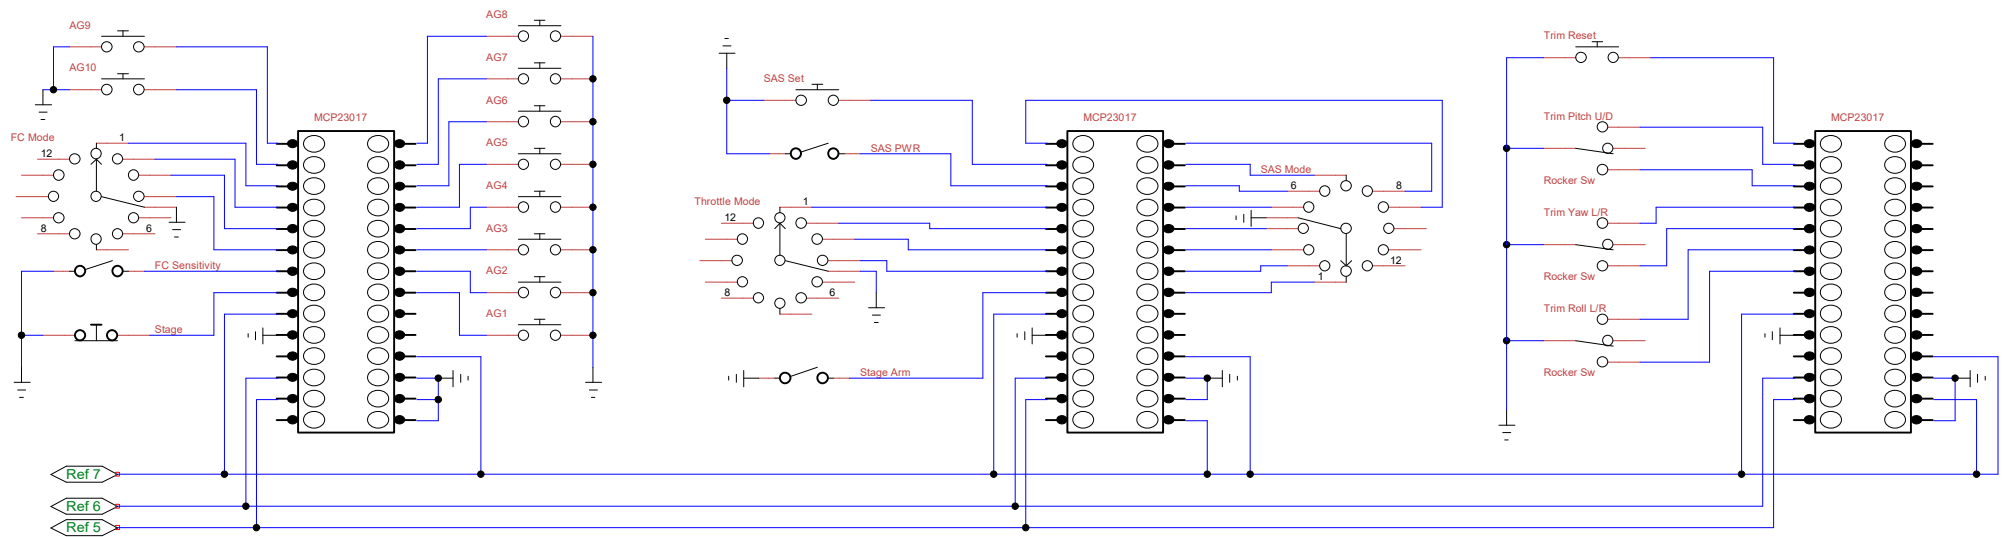 AG9
AG10
FC Mode
1
12
8
6
FC Sensitivity
Stage
MCP23017
AG8
AG7
AG6
AG5
AG4
AG3
AG2
AG1
SAS Set
SAS PWR
Throttle Mode
1
12
8
6
Stage Arm
MCP23017
SAS Mode
6
8
1
12
Trim Reset
Trim Pitch U/D
Rocker Sw
Trim Yaw L/R
Rocker Sw
Trim Roll L/R
Rocker Sw
MCP23017
Ref 7
Ref 6
Ref 5